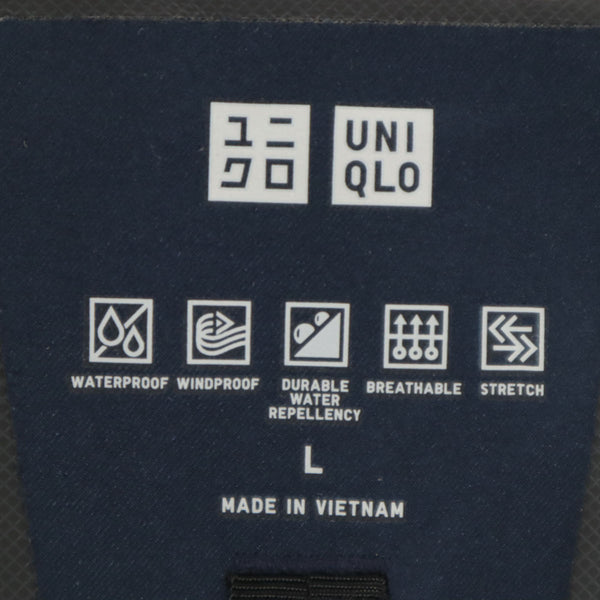 ユニ
クロ
UNI
QLO
WATERPROOF
WINDPROOF
DURABLE
WATER
REPELLENCY
BREATHABLE
STRETCH
L
MADE IN VIETNAM